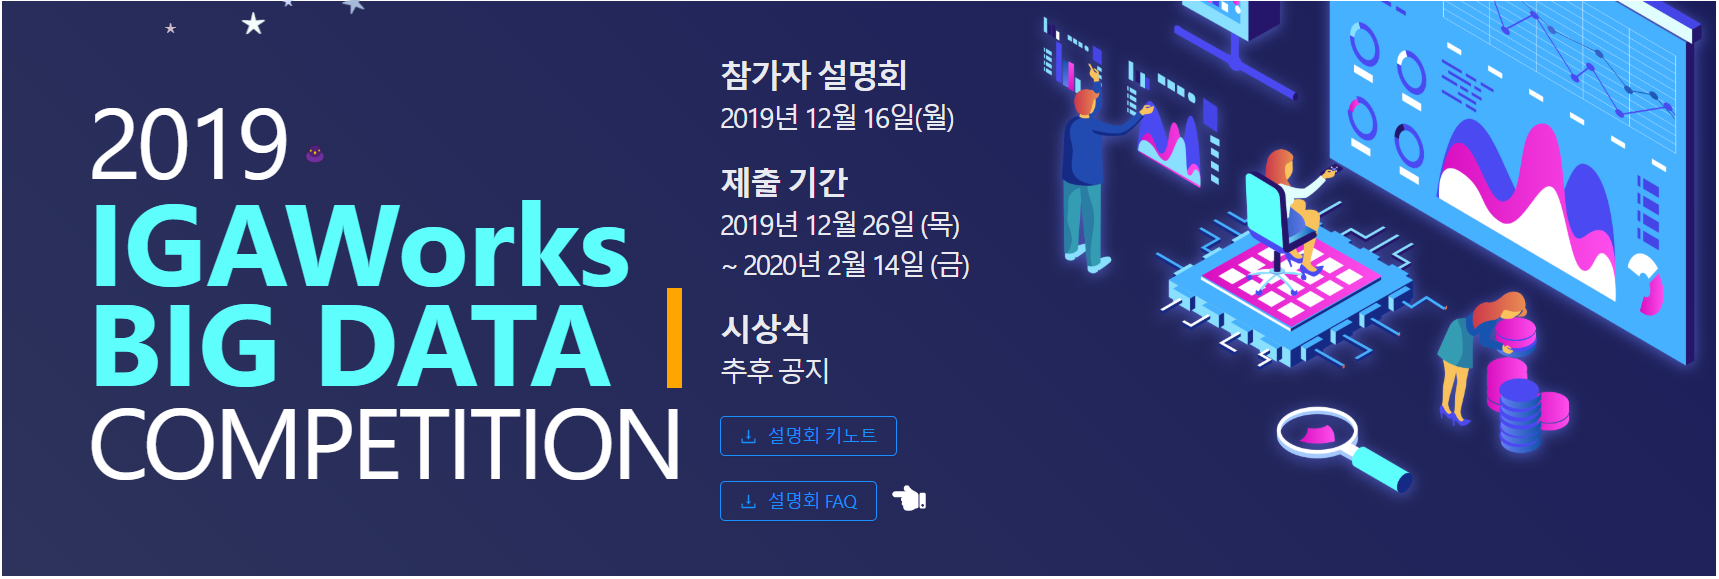 2019
IGAWorks
BIG DATA
COMPETITION
참가자 설명회
2019년 12월 16일(월)
제출 기간
2019년 12월 26일 (목)
~ 2020년 2월 14일 (금)
시상식
추후 공지
설명회 키노트
설명회 FAQ